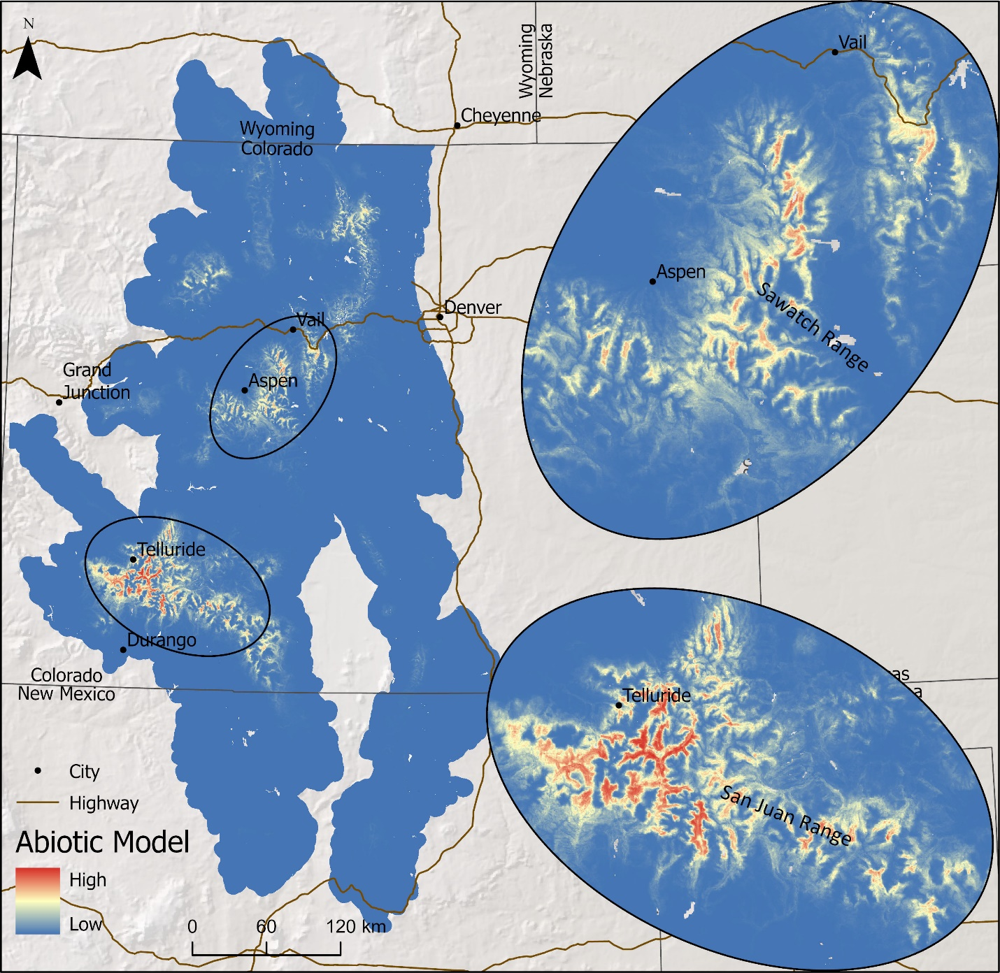 N
Wyoming
Nebraska
Vail
Cheyenne
Wyoming
Colorado
Aspen
Sawatch Range
Denver
Vail
Grand
Junction
Aspen
Telluride
Durango
Colorado
New Mexico
as
a
Telluride
San Juan Range
City
Highway
Abiotic Model
High
Low
0 60 120 km